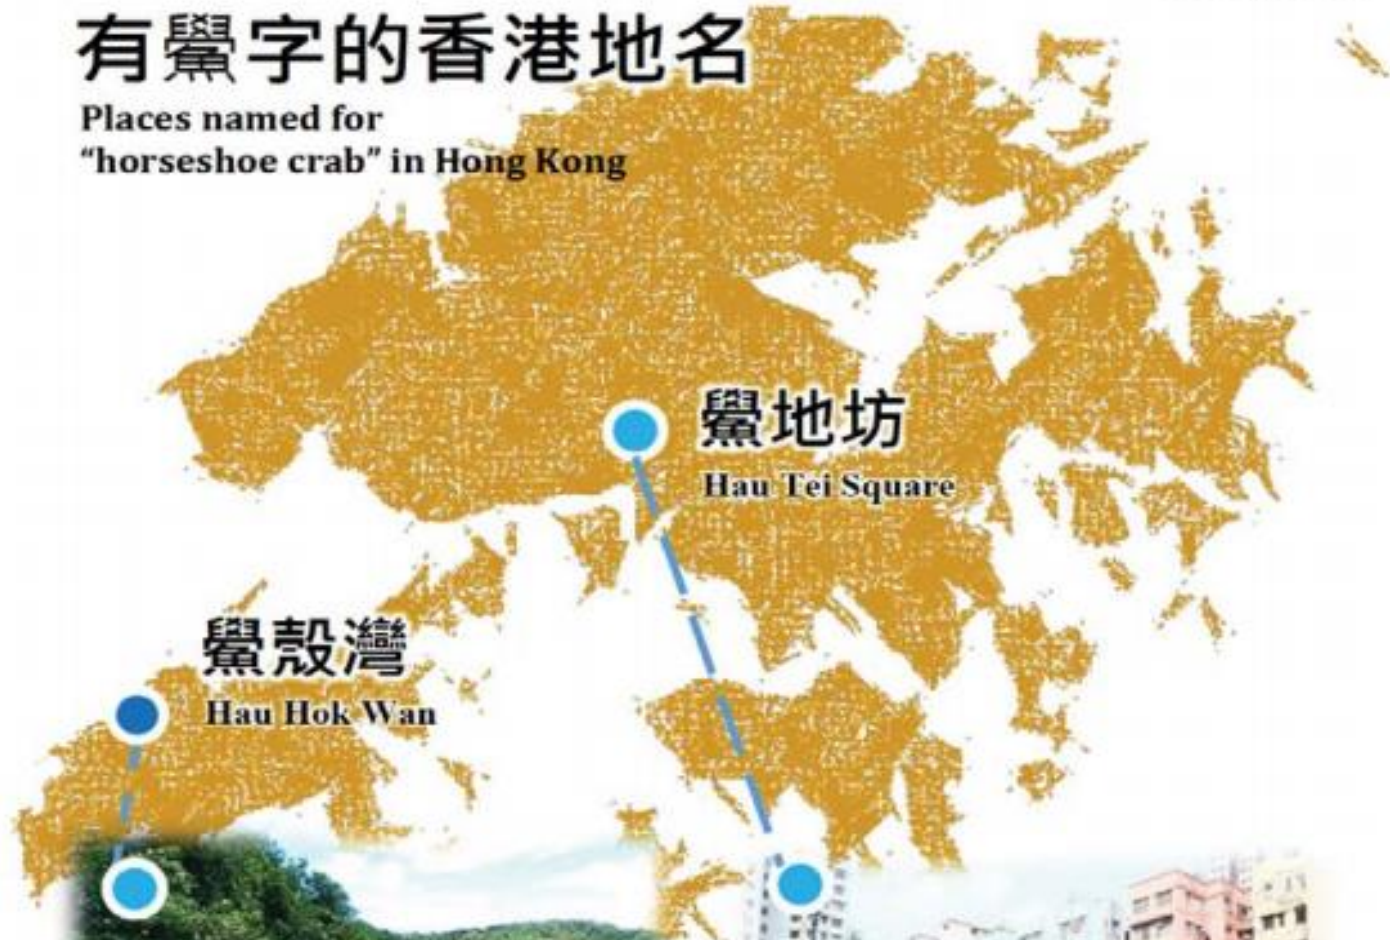 有鱟字的香港地名
Places named for
“horseshoe crab” in Hong Kong
鱟地坊
Hau Tei Square
鱟殼灣
Hau Hok Wan